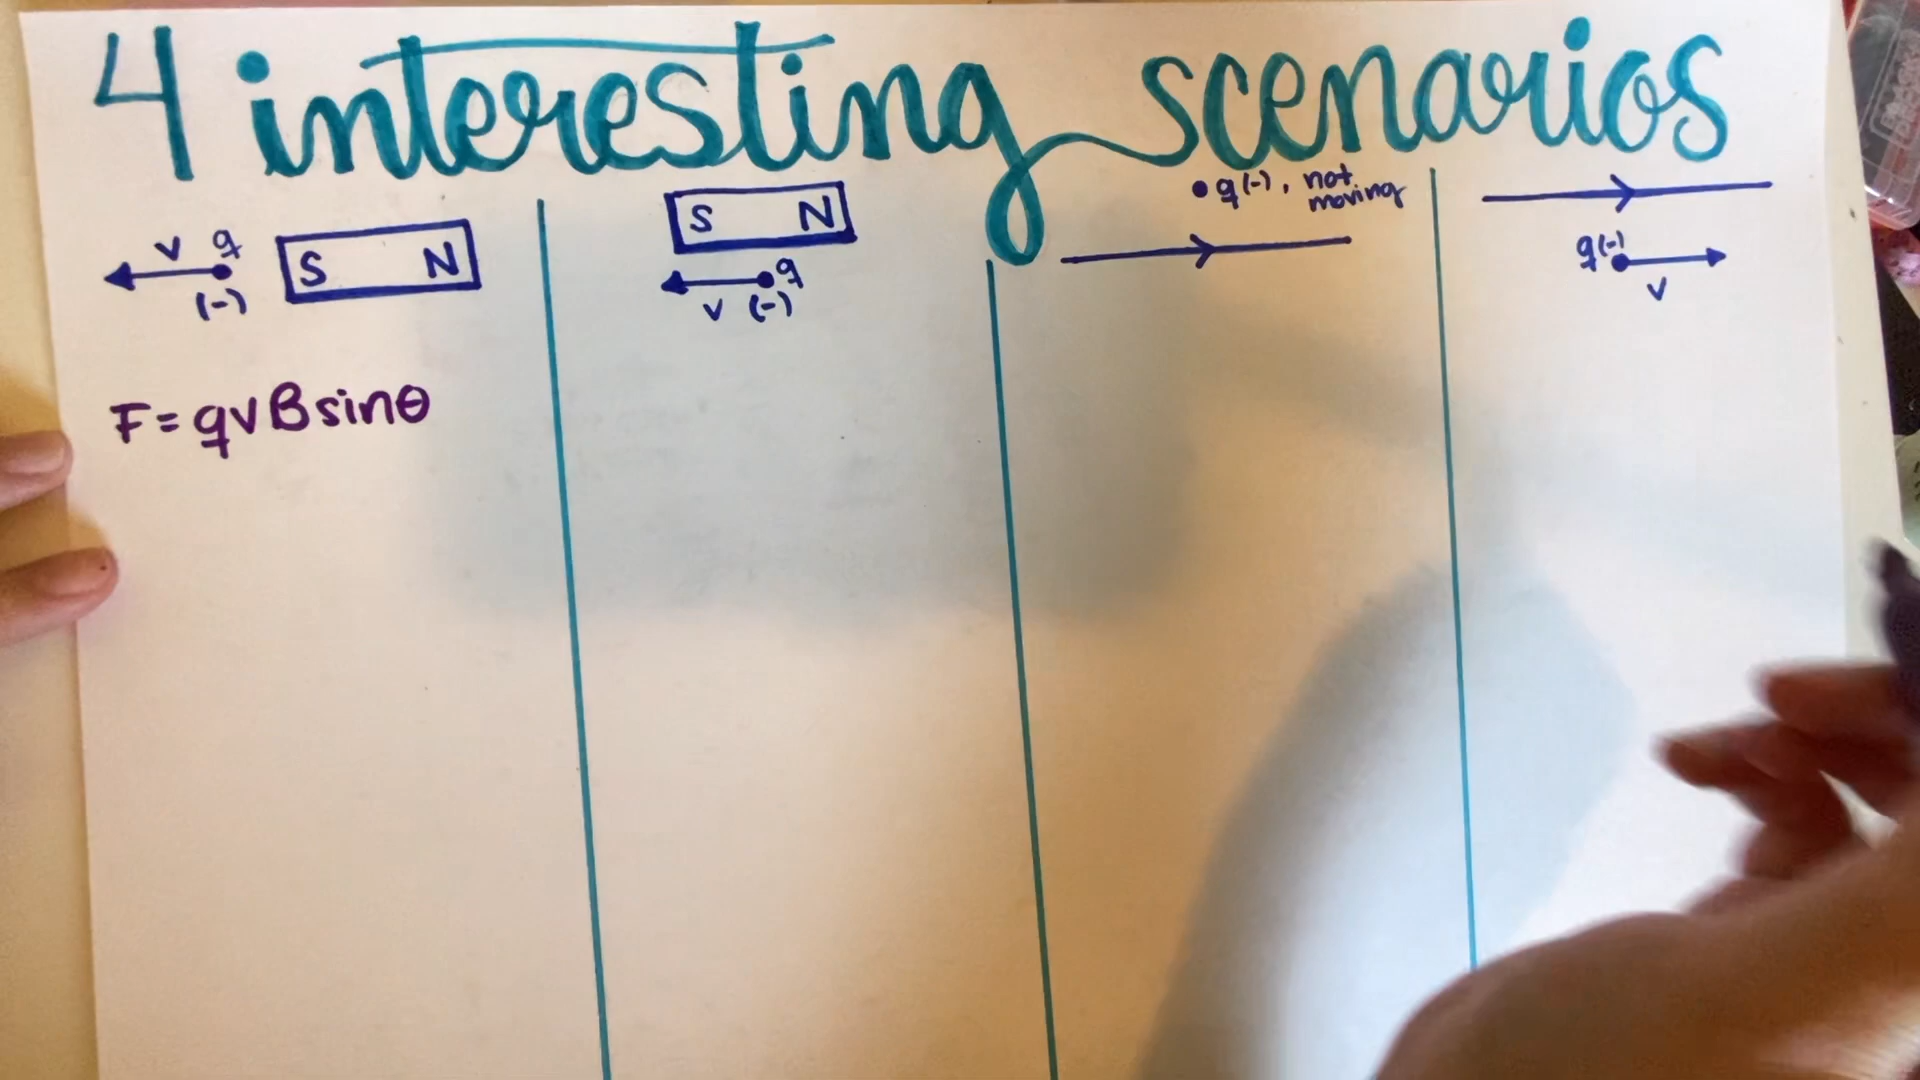 4 interesting scenarios
v q
(-)
S N
F = qvBsinθ
S N
q
v (-)
q(-), not
moving
q(-)
v